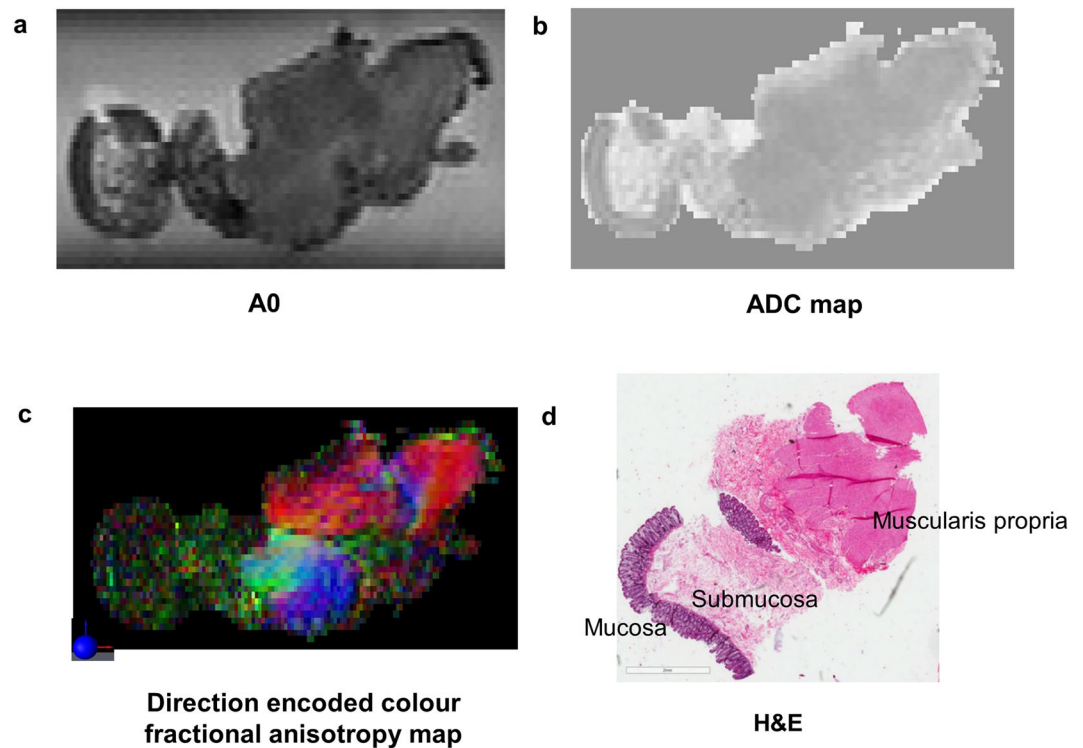 a
b
A0
ADC map
c
d
Muscularis propria
Submucosa
Mucosa
Direction encoded colour
fractional anisotropy map
H&E